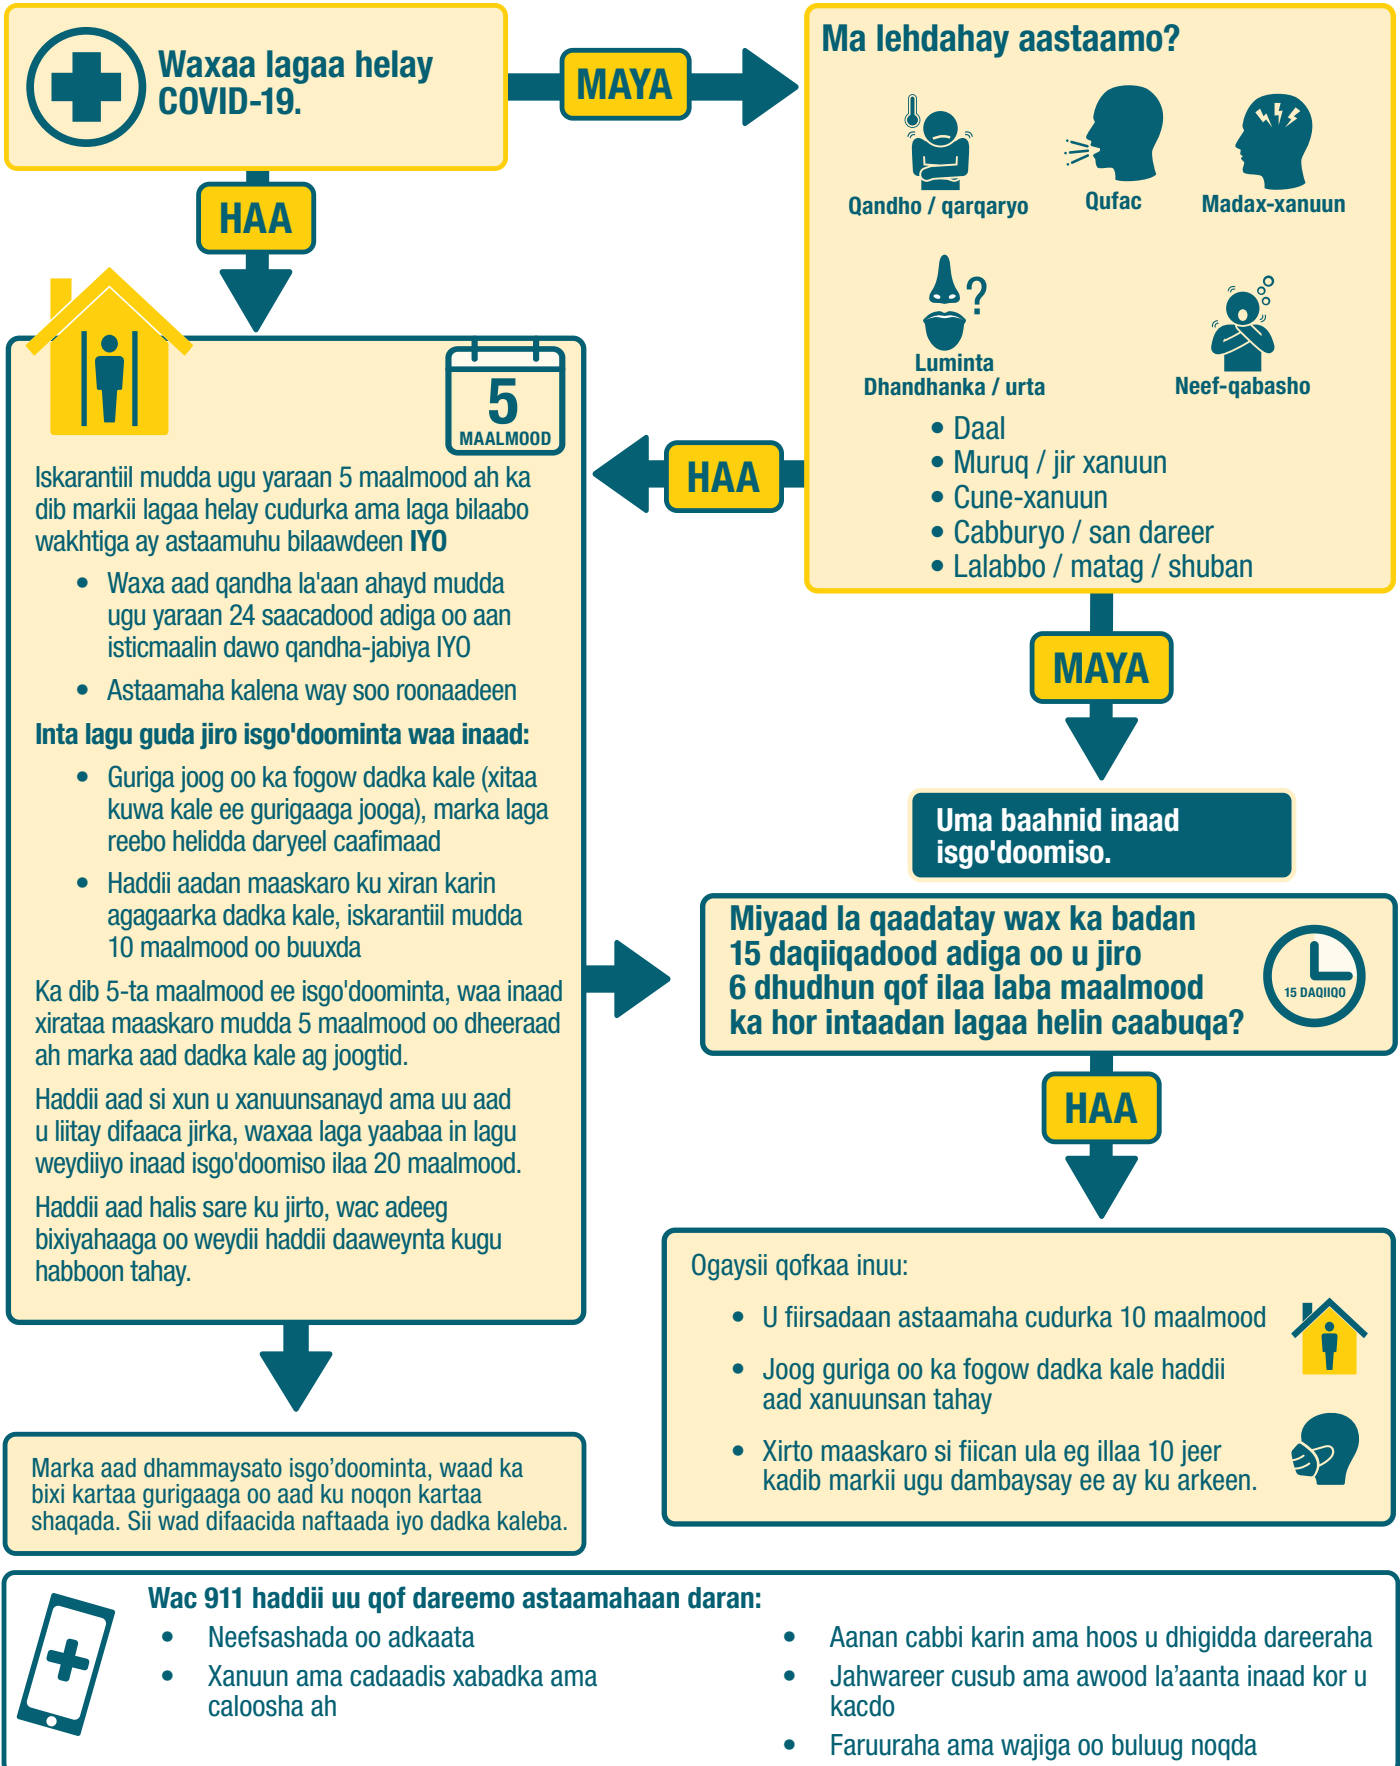 Waxaa lagaa helay
COVID-19.
MAYA
Ma lehdahay aastaamo?
Qandho / qarqaryo
Qufac
Madax-xanuun
Luminta
Dhandhanka / urta
Neef-qabasho
• Daal
• Muruq / jir xanuun
• Cune-xanuun
• Cabburyo / san dareer
• Lalabbo / matag / shuban
HAA
HAA
5
MAALMOOD
Iskarantiil mudda ugu yaraan 5 maalmood ah ka
dib markii lagaa helay cudurka ama laga bilaabo
wakhtiga ay astaamuhu bilaawdeen IYO
• Waxa aad qandha la'aan ahayd mudda
ugu yaraan 24 saacadood adiga oo aan
isticmaalin dawo qandha-jabiya IYO
• Astaamaha kalena way soo roonaadeen
Inta lagu guda jiro isgo'doominta waa inaad:
• Guriga joog oo ka fogow dadka kale (xitaa
kuwa kale ee gurigaaga jooga), marka laga
reebo helidda daryeel caafimaad
• Haddii aadan maaskaro ku xiran karin
agagaarka dadka kale, iskarantiil mudda
10 maalmood oo buuxda
Ka dib 5-ta maalmood ee isgo'doominta, waa inaad
xirataa maaskaro mudda 5 maalmood oo dheeraad
ah marka aad dadka kale ag joogtid.
Haddii aad si xun u xanuunsanayd ama uu aad
u liitay difaaca jirka, waxaa laga yaabaa in lagu
weydiiyo inaad isgo'doomiso ilaa 20 maalmood.
Haddii aad halis sare ku jirto, wac adeeg
bixiyahaaga oo weydii haddii daaweynta kugu
habboon tahay.
MAYA
Uma baahnid inaad
isgo'doomiso.
Miyaad la qaadatay wax ka badan
15 daqiiqadood adiga oo u jiro
6 dhudhun qof ilaa laba maalmood
ka hor intaadan lagaa helin caabuqa?
15 DAQIIQO
HAA
Ogaysii qofkaa inuu:
• U fiirsadaan astaamaha cudurka 10 maalmood
• Joog guriga oo ka fogow dadka kale haddii
aad xanuunsan tahay
• Xirto maaskaro si fiican ula eg illaa 10 jeer
kadib markii ugu dambaysay ee ay ku arkeen.
Marka aad dhammaysato isgo’doominta, waad ka
bixi kartaa gurigaaga oo aad ku noqon kartaa
shaqada. Sii wad difaacida naftaada iyo dadka kaleba.
Wac 911 haddii uu qof dareemo astaamahaan daran:
• Neefsashada oo adkaata
• Xanuun ama cadaadis xabadka ama
caloosha ah
• Aanan cabbi karin ama hoos u dhigidda dareeraha
• Jahwareer cusub ama awood la’aanta inaad kor u
kacdo
• Faruuraha ama wajiga oo buluug noqda